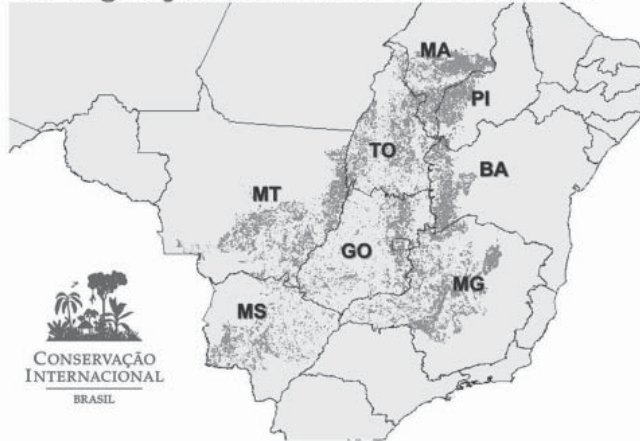 MA
PI
TO
BA
MT
GO
MG
MS
CONSERVAÇÃO
INTERNACIONAL
BRASIL